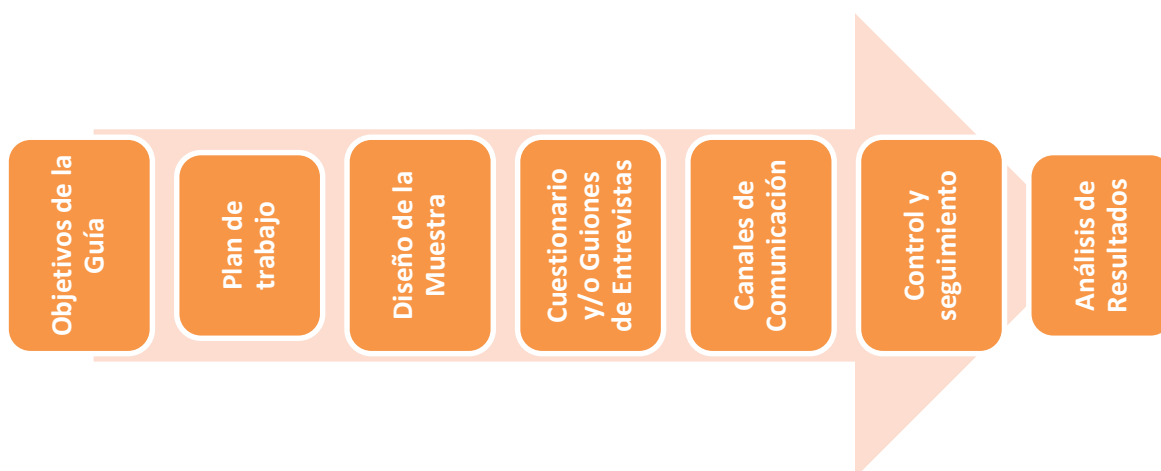 Objetivos de la
Guía
Plan de
trabajo
Diseño de la
Muestra
Cuestionario
y/o Guiones
de Entrevistas
Canales de
Comunicación
Control y
seguimiento
Análisis de
Resultados